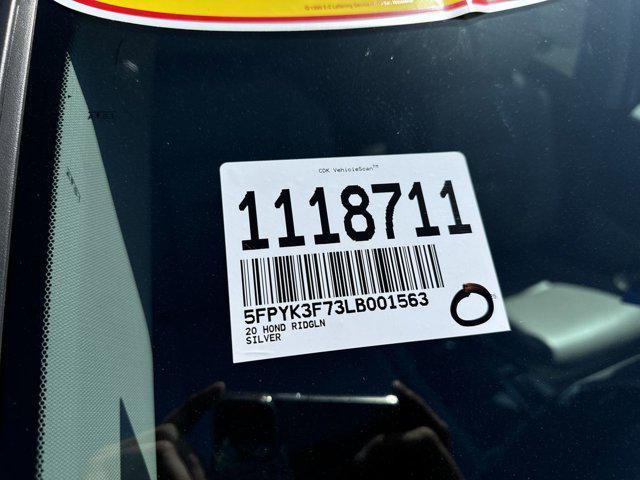 CDK VehicleScan™
1118711
5FPYK3F73LB001563
20 HOND RIDGLN
SILVER